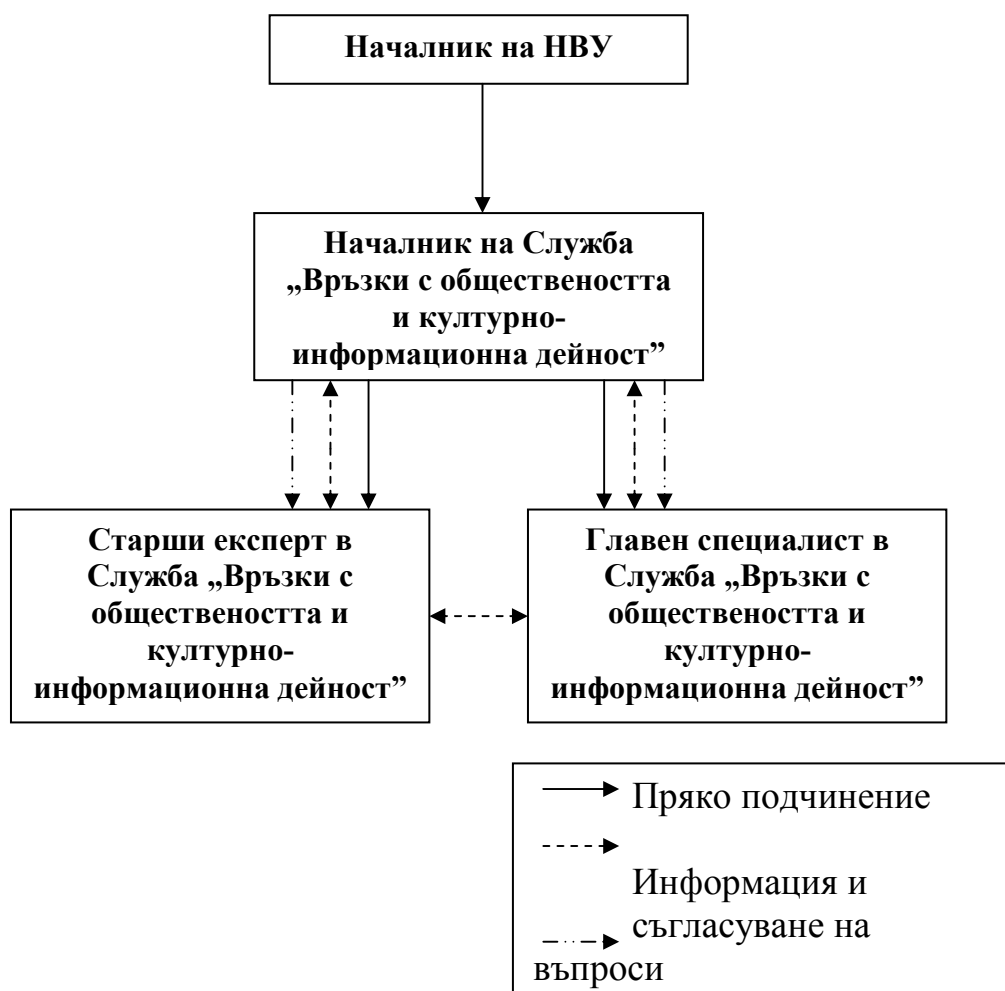 Началник на НВУ
Началник на Служба
„Връзки с обществеността
и културно-
информационна дейност”
Старши експерт в
Служба „Връзки с
обществеността и
културно-
информационна дейност”
Главен специалист в
Служба „Връзки с
обществеността и
културно-
информационна дейност”
Пряко подчинение
Информация и
съгласуване на
въпроси